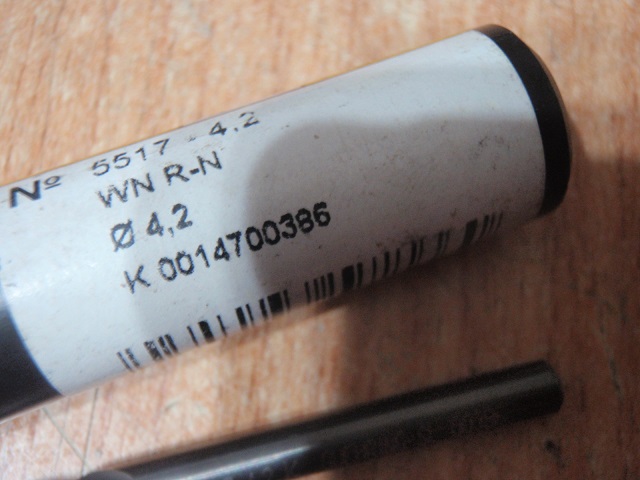 Nº 5517 - 4,2
WN R-N
Ø 4,2
K 0014700386